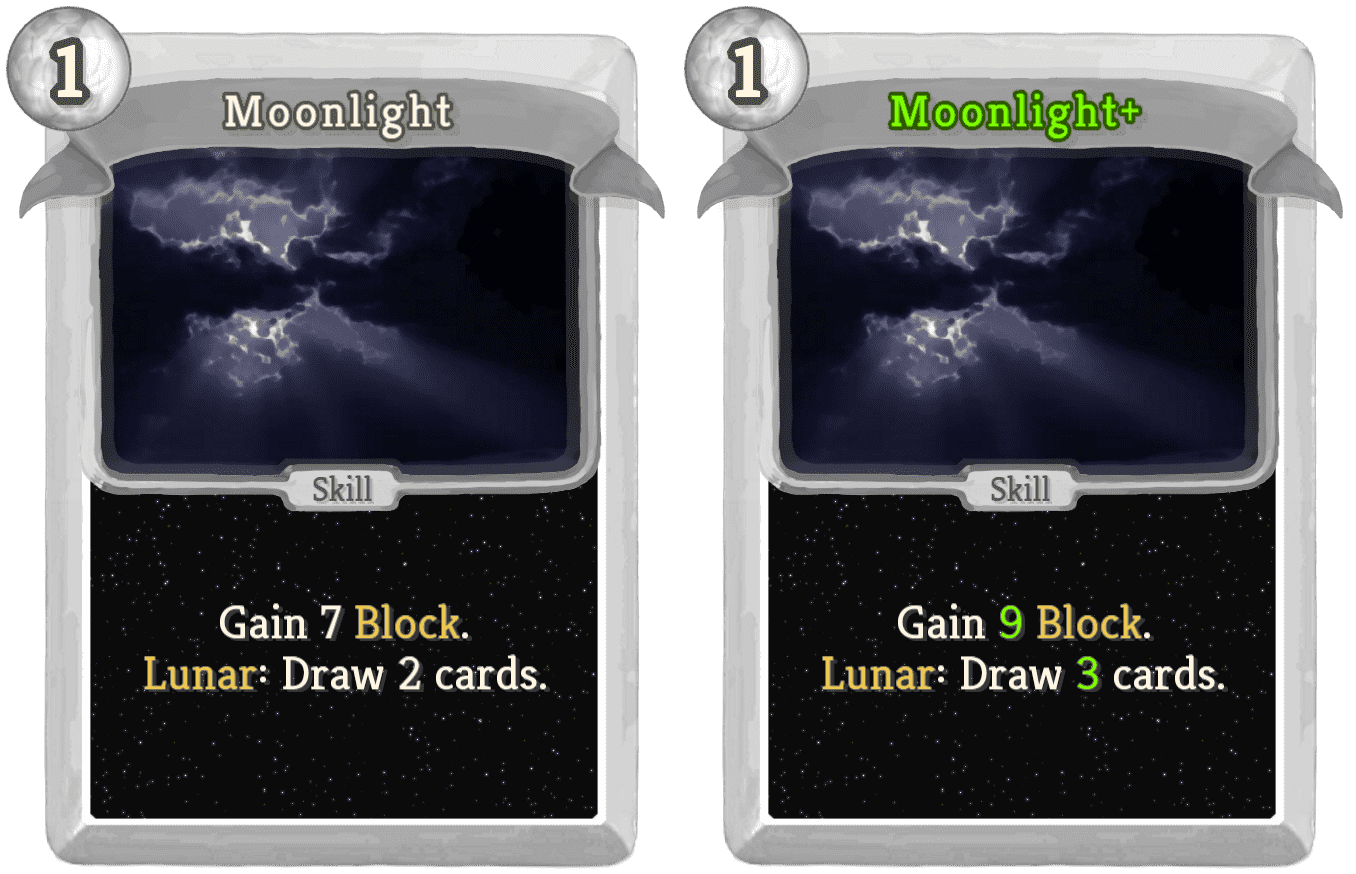 1
Moonlight
Skill
Gain 7 Block.
Lunar: Draw 2 cards.
1
Moonlight+
Skill
Gain 9 Block.
Lunar: Draw 3 cards.